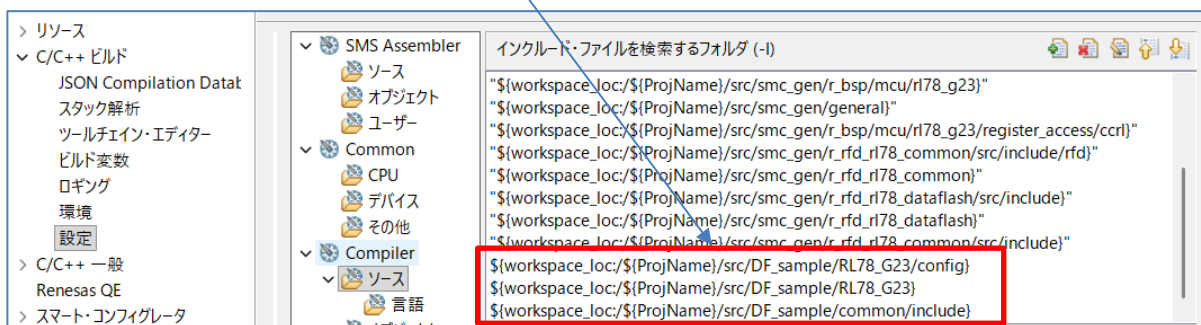 リソース
C/C++ ビルド
JSON Compilation Datab
スタック解析
ツールチェイン・エディター
ビルド変数
ロギング
環境
設定
C/C++ 一般
Renesas QE
スマート・コンフィグレータ
SMS Assembler
ソース
オブジェクト
ユーザー
Common
CPU
デバイス
その他
Compiler
ソース
言語
インクルード・ファイルを検索するフォルダ (-I)
"${workspace_loc:/${ProjName}/src/smc_gen/r_bsp/mcu/rl78_g23}"
"${workspace_loc:/${ProjName}/src/smc_gen/general}"
"${workspace_loc:/${ProjName}/src/smc_gen/r_bsp/mcu/rl78_g23/register_access/ccrl}"
"${workspace_loc:/${ProjName}/src/smc_gen/r_rfd_rl78_common/src/include/rfd}"
"${workspace_loc:/${ProjName}/src/smc_gen/r_rfd_rl78_common}"
"${workspace_loc:/${ProjName}/src/smc_gen/r_rfd_rl78_dataflash/src/include}"
"${workspace_loc:/${ProjName}/src/smc_gen/r_rfd_rl78_dataflash}"
"${workspace_loc:/${ProjName}/src/smc_gen/r_rfd_rl78_common/src/include}"
${workspace_loc:/${ProjName}/src/DF_sample/RL78_G23/config}
${workspace_loc:/${ProjName}/src/DF_sample/RL78_G23}
${workspace_loc:/${ProjName}/src/DF_sample/common/include}